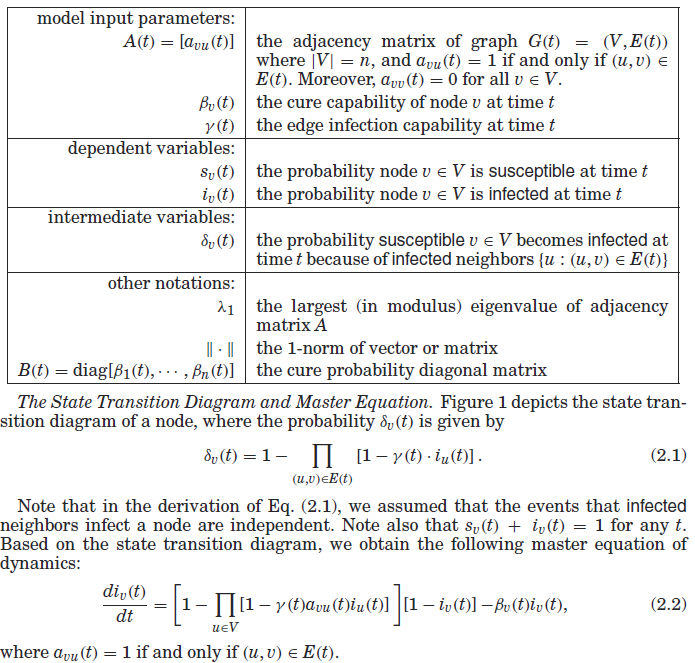 model input parameters:
A(t) = [a_{vu}(t)] the adjacency matrix of graph G(t) = (V, E(t))
where |V| = n, and a_{vu}(t) = 1 if and only if (u, v) ∈
E(t). Moreover, a_{vv}(t) = 0 for all v ∈ V.
β_v(t) the cure capability of node v at time t
γ(t) the edge infection capability at time t
dependent variables:
s_v(t) the probability node v ∈ V is susceptible at time t
i_v(t) the probability node v ∈ V is infected at time t
intermediate variables:
δ_v(t) the probability susceptible v ∈ V becomes infected at
time t because of infected neighbors {u : (u, v) ∈ E(t)}
other notations:
λ_1 the largest (in modulus) eigenvalue of adjacency
matrix A
‖ · ‖ the 1-norm of vector or matrix
B(t) = diag[β_1(t), · · · , β_n(t)] the cure probability diagonal matrix
The State Transition Diagram and Master Equation. Figure 1 depicts the state tran-
sition diagram of a node, where the probability δ_v(t) is given by
δ_v(t) = 1 − ∏_{(u,v)∈E(t)} [1 − γ(t) · i_u(t)] . (2.1)
Note that in the derivation of Eq. (2.1), we assumed that the events that infected
neighbors infect a node are independent. Note also that s_v(t) + i_v(t) = 1 for any t.
Based on the state transition diagram, we obtain the following master equation of
dynamics:
di_v(t)/dt = [1 − ∏_{u∈V} [1 − γ(t)a_{vu}(t)i_u(t)]] [1 − i_v(t)] − β_v(t)i_v(t), (2.2)
where a_{vu}(t) = 1 if and only if (u, v) ∈ E(t).